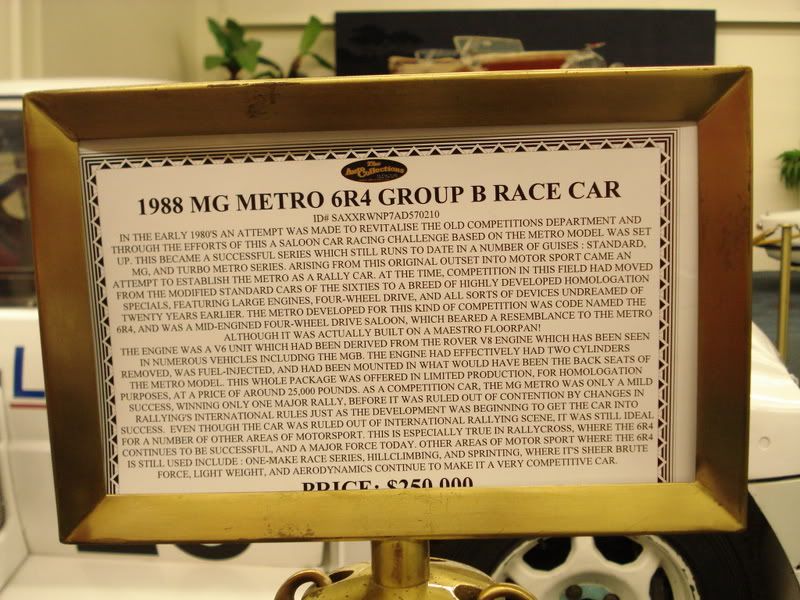 The
Auto Collections
1988 MG METRO 6R4 GROUP B RACE CAR
ID# SAXXRWNP7AD570210
IN THE EARLY 1980'S AN ATTEMPT WAS MADE TO REVITALISE THE OLD COMPETITIONS DEPARTMENT AND
THROUGH THE EFFORTS OF THIS A SALOON CAR RACING CHALLENGE BASED ON THE METRO MODEL WAS SET
UP. THIS BECAME A SUCCESSFUL SERIES WHICH STILL RUNS TO DATE IN A NUMBER OF GUISES : STANDARD,
MG, AND TURBO METRO SERIES. ARISING FROM THIS ORIGINAL OUTSET INTO MOTOR SPORT CAME AN
ATTEMPT TO ESTABLISH THE METRO AS A RALLY CAR. AT THE TIME, COMPETITION IN THIS FIELD HAD MOVED
FROM THE MODIFIED STANDARD CARS OF THE SIXTIES TO A BREED OF HIGHLY DEVELOPED HOMOLOGATION
SPECIALS, FEATURING LARGE ENGINES, FOUR-WHEEL DRIVE, AND ALL SORTS OF DEVICES UNDREAMED OF
TWENTY YEARS EARLIER. THE METRO DEVELOPED FOR THIS KIND OF COMPETITION WAS CODE NAMED THE
6R4, AND WAS A MID-ENGINED FOUR-WHEEL DRIVE SALOON, WHICH BEARED A RESEMBLANCE TO THE METRO
ALTHOUGH IT WAS ACTUALLY BUILT ON A MAESTRO FLOORPAN!
THE ENGINE WAS A V6 UNIT WHICH HAD BEEN DERIVED FROM THE ROVER V8 ENGINE WHICH HAS BEEN SEEN
IN NUMEROUS VEHICLES INCLUDING THE MGB. THE ENGINE HAD EFFECTIVELY HAD TWO CYLINDERS
REMOVED, WAS FUEL-INJECTED, AND HAD BEEN MOUNTED IN WHAT WOULD HAVE BEEN THE BACK SEATS OF
THE METRO MODEL. THIS WHOLE PACKAGE WAS OFFERED IN LIMITED PRODUCTION, FOR HOMOLOGATION
PURPOSES, AT A PRICE OF AROUND 25,000 POUNDS. AS A COMPETITION CAR, THE MG METRO WAS ONLY A MILD
SUCCESS, WINNING ONLY ONE MAJOR RALLY, BEFORE IT WAS RULED OUT OF CONTENTION BY CHANGES IN
RALLYING'S INTERNATIONAL RULES JUST AS THE DEVELOPMENT WAS BEGINNING TO GET THE CAR INTO
SUCCESS. EVEN THOUGH THE CAR WAS RULED OUT OF INTERNATIONAL RALLYING SCENE, IT WAS STILL IDEAL
FOR A NUMBER OF OTHER AREAS OF MOTORSPORT. THIS IS ESPECIALLY TRUE IN RALLYCROSS, WHERE THE 6R4
CONTINUES TO BE SUCCESSFUL, AND A MAJOR FORCE TODAY. OTHER AREAS OF MOTOR SPORT WHERE THE 6R4
IS STILL USED INCLUDE : ONE-MAKE RACE SERIES, HILLCLIMBING, AND SPRINTING, WHERE IT'S SHEER BRUTE
FORCE, LIGHT WEIGHT, AND AERODYNAMICS CONTINUE TO MAKE IT A VERY COMPETITIVE CAR.
PRICE: $250,000